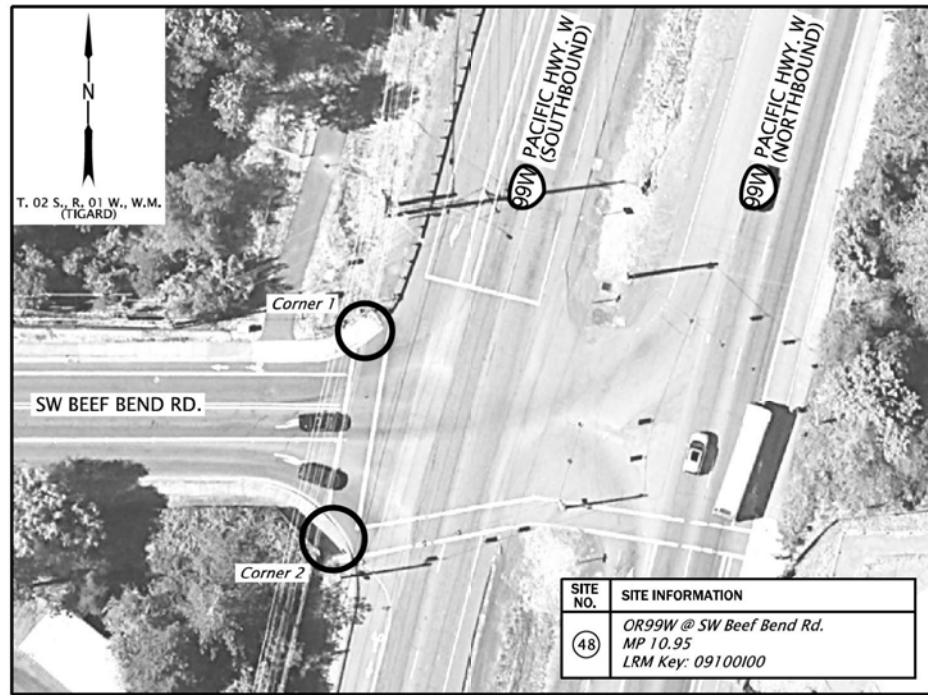 N
T. 02 S., R. 01 W., W.M.
(TIGARD)
99W PACIFIC HWY. W
(SOUTHBOUND)
99W PACIFIC HWY. W
(NORTHBOUND)
Corner 1
SW BEEF BEND RD.
Corner 2
SITE NO. SITE INFORMATION
48 OR99W @ SW Beef Bend Rd.
MP 10.95
LRM Key: 09100I00